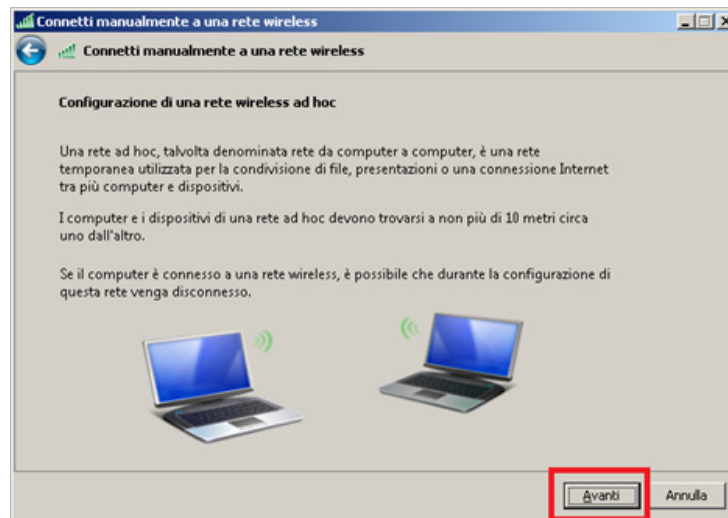 Connetti manualmente a una rete wireless
Connetti manualmente a una rete wireless
Configurazione di una rete wireless ad hoc
Una rete ad hoc, talvolta denominata rete da computer a computer, è una rete
temporanea utilizzata per la condivisione di file, presentazioni o una connessione Internet
tra più computer e dispositivi.
I computer e i dispositivi di una rete ad hoc devono trovarsi a non più di 10 metri circa
uno dall'altro.
Se il computer è connesso a una rete wireless, è possibile che durante la configurazione di
questa rete venga disconnesso.
Avanti Annulla